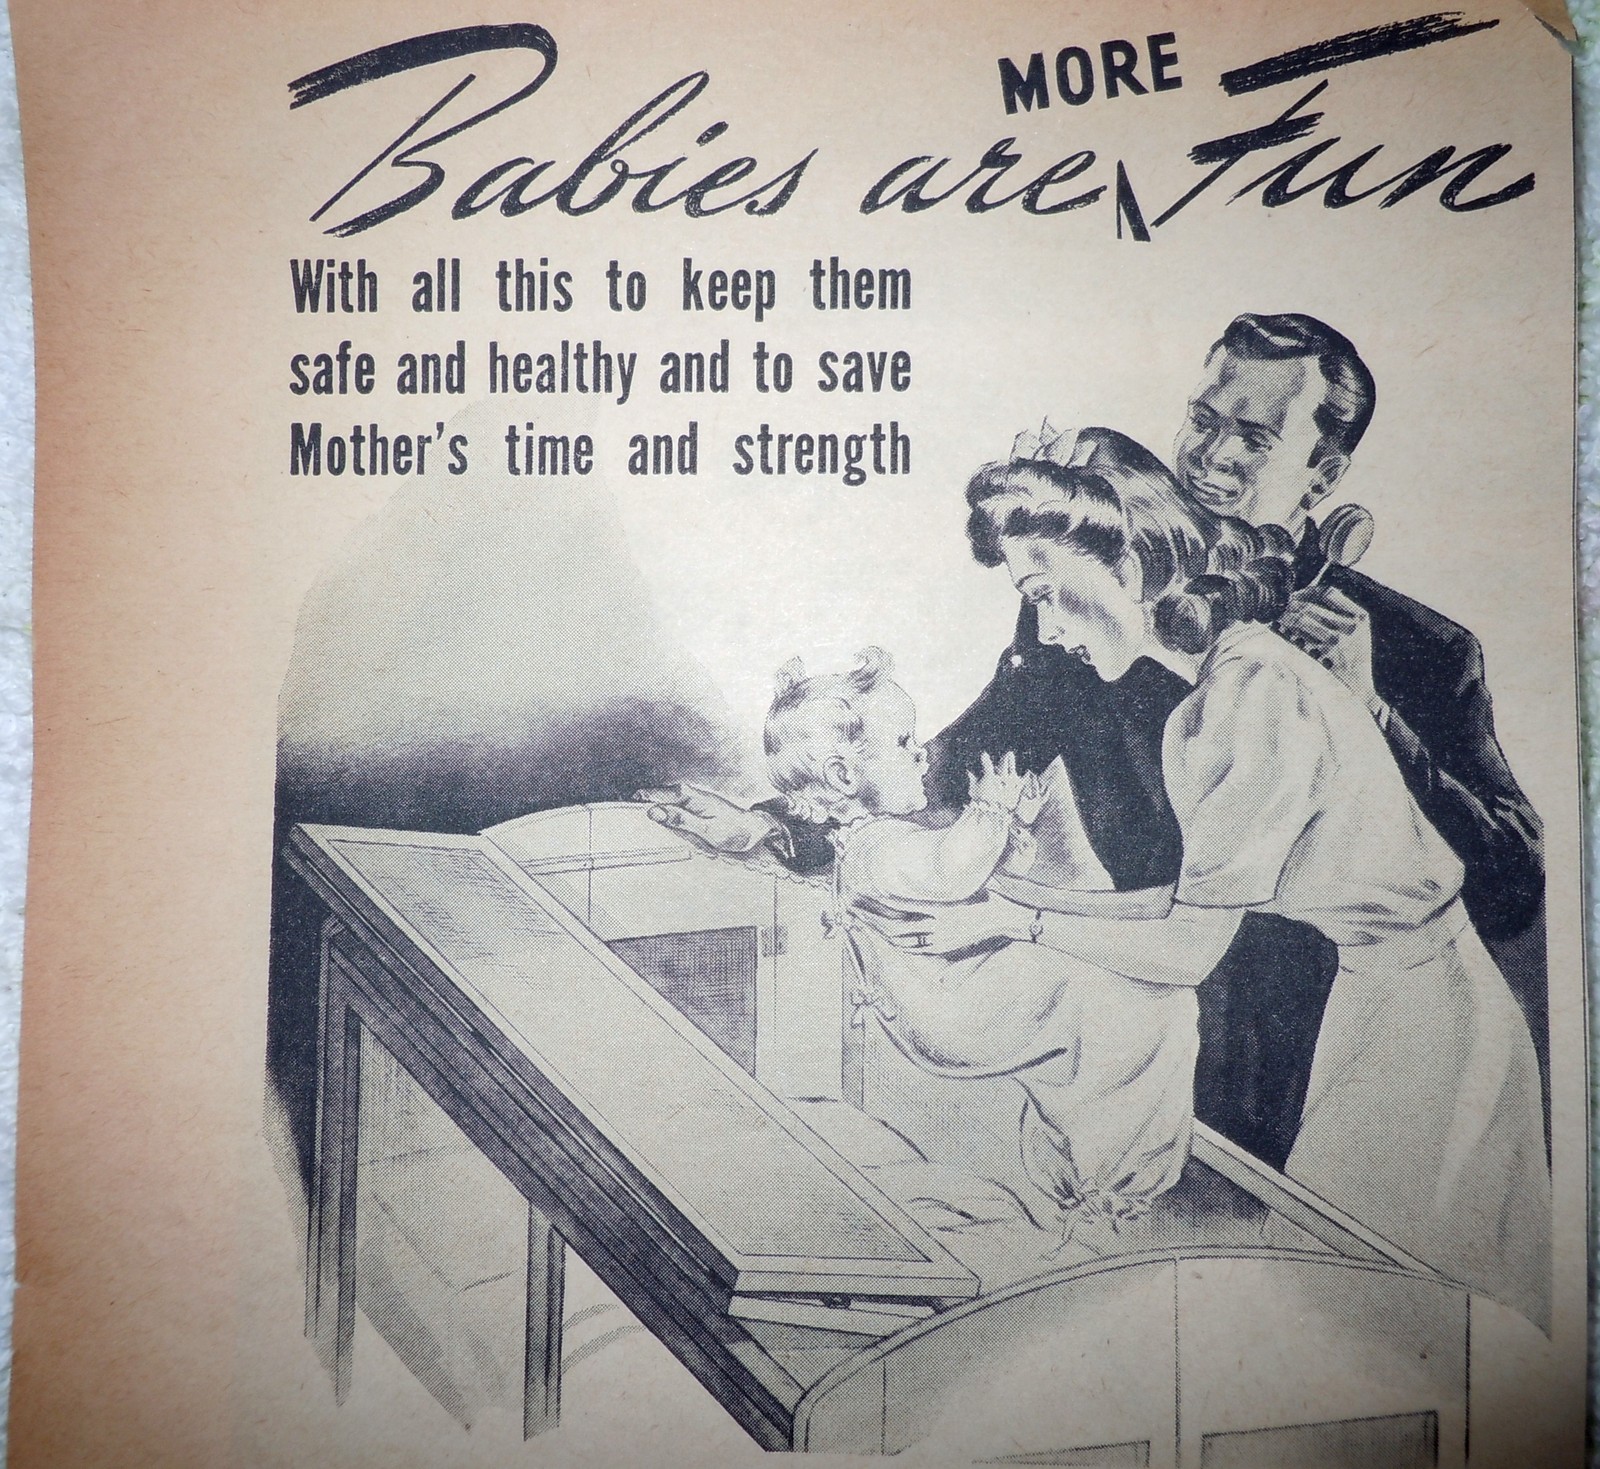 Babies are MORE Fun
With all this to keep them
safe and healthy and to save
Mother's time and strength